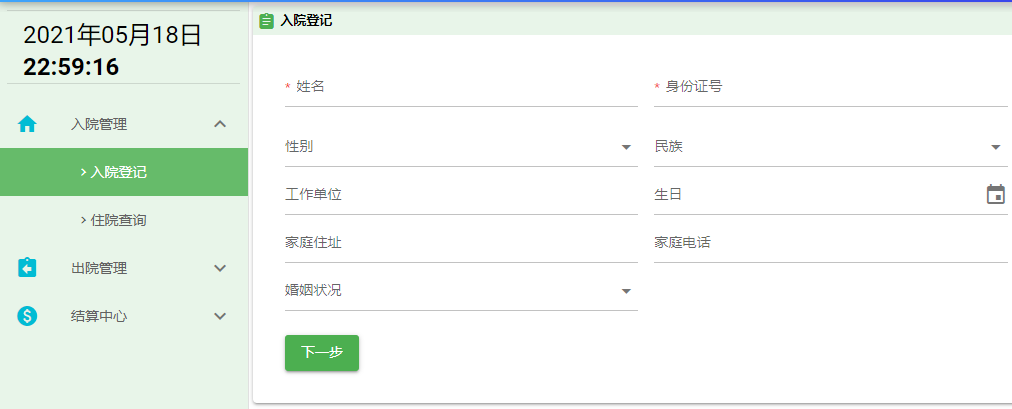 2021年05月18日
22:59:16
入院管理
> 入院登记
> 住院查询
出院管理
结算中心
入院登记
* 姓名
* 身份证号
性别
民族
工作单位
生日
家庭住址
家庭电话
婚姻状况
下一步